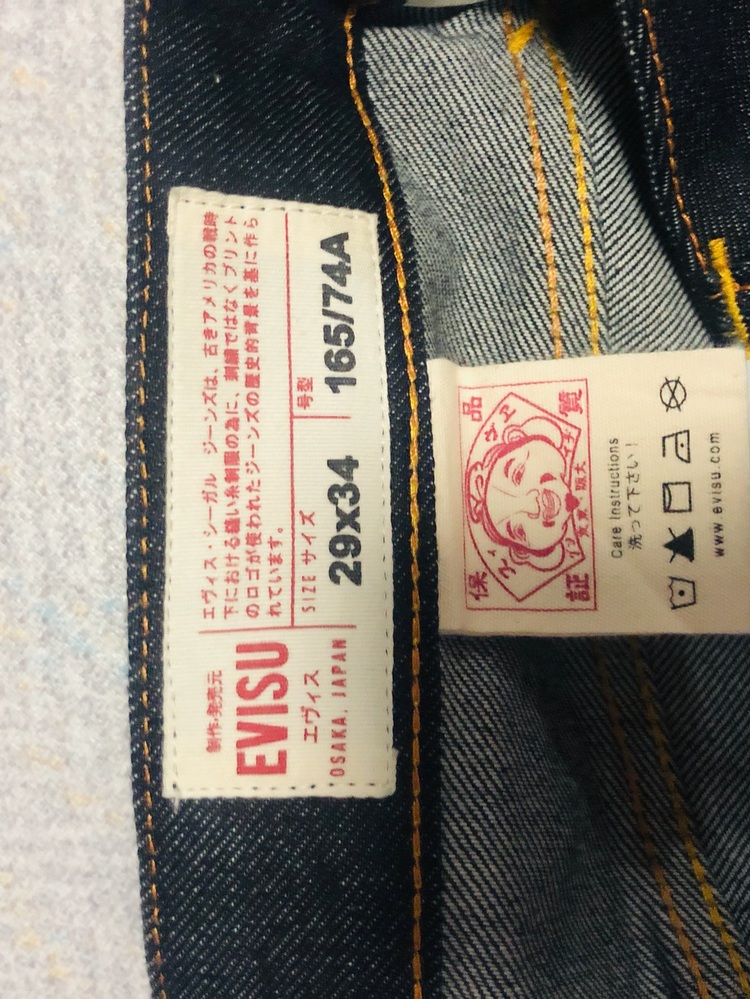 制作・発売元
EVISU
エヴィス
OSAKA, JAPAN
エヴィス・シーガル ジーンズは、古きアメリカの戦時
下における縫い糸制限の為に、刺繍ではなくプリント
のロゴが使われたジーンズの歴史的背景を基に作ら
れています。
SIZE サイズ
29x34
号型
165/74A
品質
保証
Care Instructions
洗って下さい!
www.evisu.com